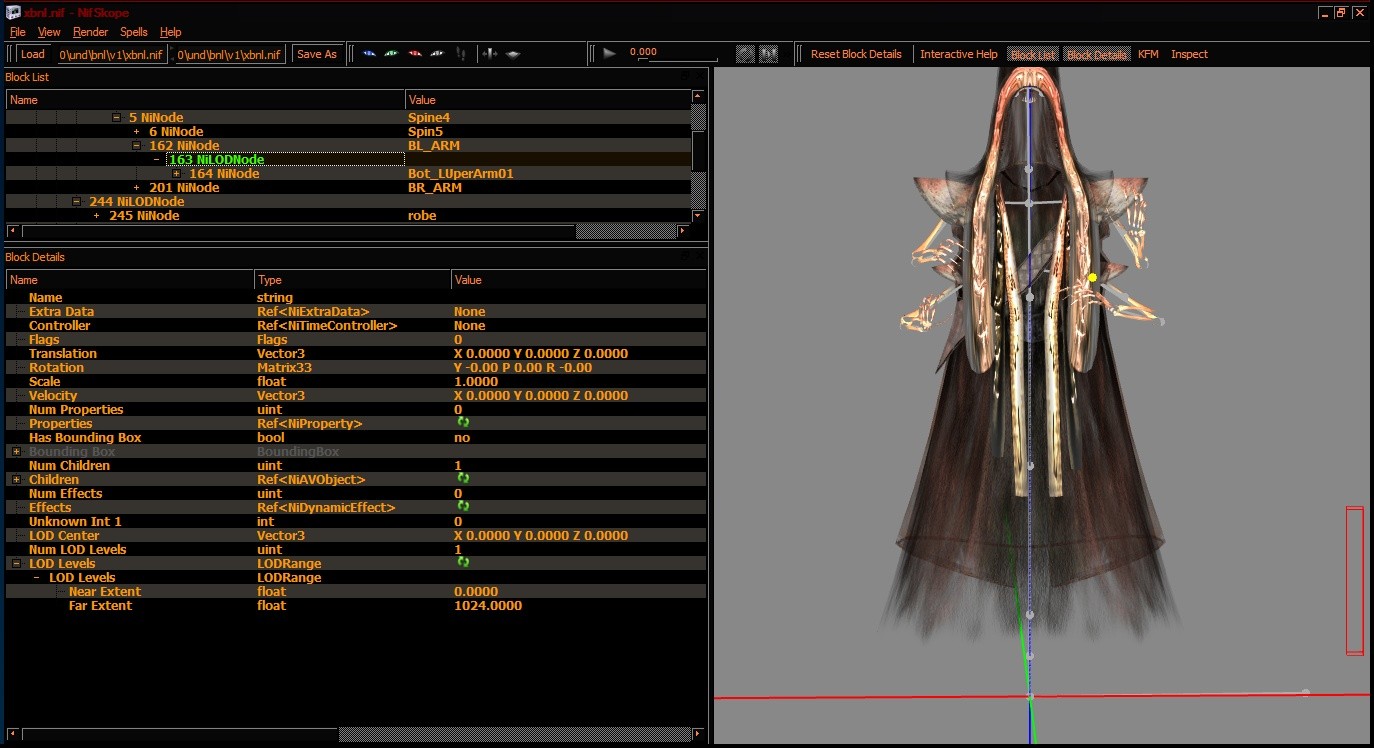 xbnl.nif - NifSkope
File View Render Spells Help
Load 0\und\bnl\v1\xbnl.nif 0\und\bnl\v1\xbnl.nif Save As 0.000 Reset Block Details Interactive Help Block List Block Details KFM Inspect
Block List
Name Value
5 NiNode Spine4
6 NiNode Spin5
162 NiNode BL_ARM
163 NiLODNode
164 NiNode Bot_LUperArm01
201 NiNode BR_ARM
244 NiLODNode
245 NiNode robe
Block Details
Name Type Value
Name string
Extra Data Ref<NiExtraData> None
Controller Ref<NiTimeController> None
Flags Flags 0
Translation Vector3 X 0.0000 Y 0.0000 Z 0.0000
Rotation Matrix33 Y -0.00 P 0.00 R -0.00
Scale float 1.0000
Velocity Vector3 X 0.0000 Y 0.0000 Z 0.0000
Num Properties uint 0
Properties Ref<NiProperty>
Has Bounding Box bool no
Bounding Box BoundingBox
Num Children uint 1
Children Ref<NiAVObject>
Num Effects uint 0
Effects Ref<NiDynamicEffect>
Unknown Int 1 int 0
LOD Center Vector3 X 0.0000 Y 0.0000 Z 0.0000
Num LOD Levels uint 1
LOD Levels LODRange
LOD Levels LODRange
Near Extent float 0.0000
Far Extent float 1024.0000